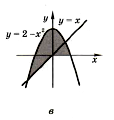 y
y = x
y = 2 – x²
x
в